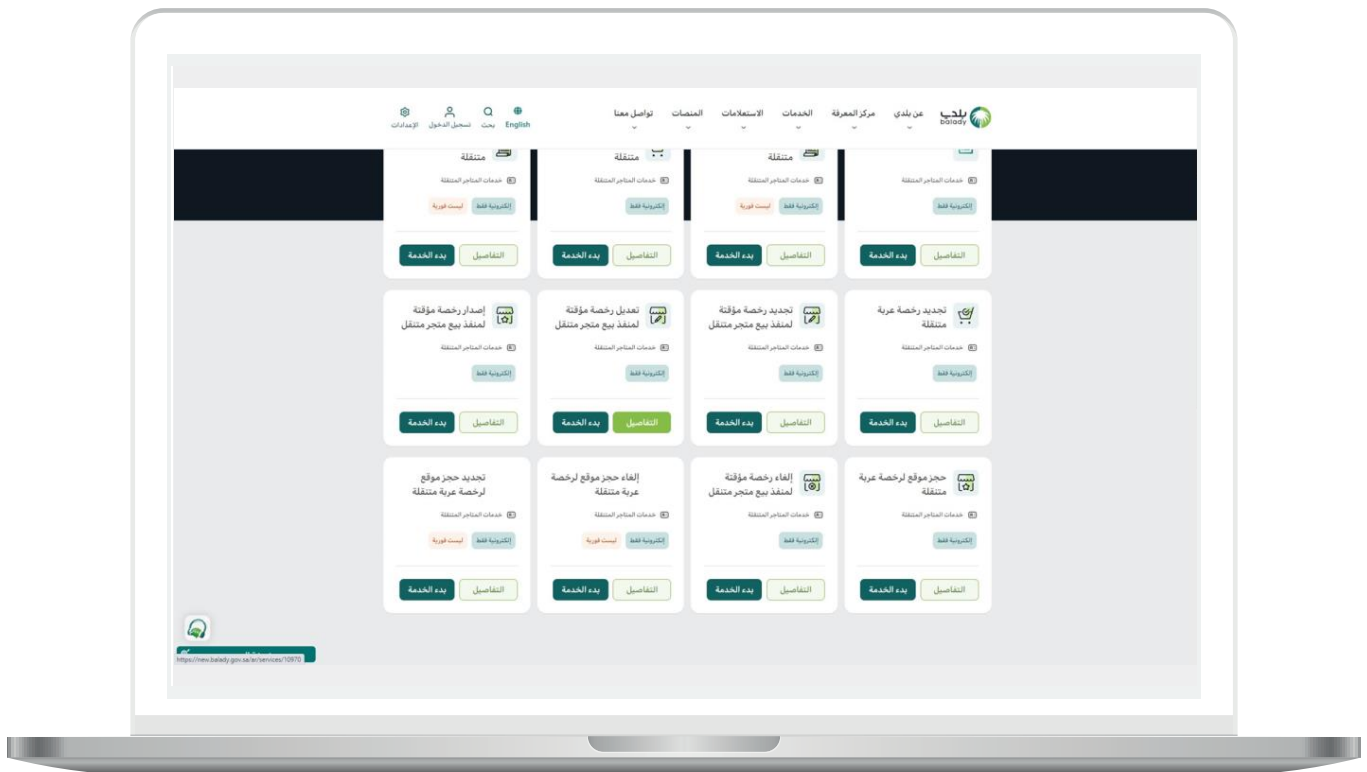 بلدي
balady
عن بلدي
مركز المعرفة
الخدمات
الاستعلامات
المنصات
تواصل معنا
English
بحث
تسجيل الدخول
الإعدادات
خدمات المتاجر المتنقلة
إلكترونية فقط
التفاصيل
بدء الخدمة
متنقلة
خدمات المتاجر المتنقلة
إلكترونية فقط
ليست فورية
التفاصيل
بدء الخدمة
متنقلة
خدمات المتاجر المتنقلة
إلكترونية فقط
التفاصيل
بدء الخدمة
متنقلة
خدمات المتاجر المتنقلة
إلكترونية فقط
ليست فورية
التفاصيل
بدء الخدمة
تجديد رخصة عربة
متنقلة
خدمات المتاجر المتنقلة
إلكترونية فقط
التفاصيل
بدء الخدمة
تجديد رخصة مؤقتة
لمنفذ بيع متجر متنقل
خدمات المتاجر المتنقلة
إلكترونية فقط
التفاصيل
بدء الخدمة
تعديل رخصة مؤقتة
لمنفذ بيع متجر متنقل
خدمات المتاجر المتنقلة
إلكترونية فقط
التفاصيل
بدء الخدمة
إصدار رخصة مؤقتة
لمنفذ بيع متجر متنقل
خدمات المتاجر المتنقلة
إلكترونية فقط
التفاصيل
بدء الخدمة
حجز موقع لرخصة عربة
متنقلة
خدمات المتاجر المتنقلة
إلكترونية فقط
التفاصيل
بدء الخدمة
إلغاء رخصة مؤقتة
لمنفذ بيع متجر متنقل
خدمات المتاجر المتنقلة
إلكترونية فقط
التفاصيل
بدء الخدمة
إلغاء حجز موقع لرخصة
عربة متنقلة
خدمات المتاجر المتنقلة
إلكترونية فقط
ليست فورية
التفاصيل
بدء الخدمة
تجديد حجز موقع
لرخصة عربة متنقلة
خدمات المتاجر المتنقلة
إلكترونية فقط
ليست فورية
التفاصيل
بدء الخدمة
https://new.balady.gov.sa/ar/services/10970